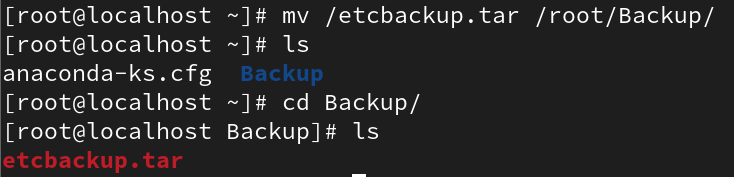 [root@localhost ~]# mv /etcbackup.tar /root/Backup/
[root@localhost ~]# ls
anaconda-ks.cfg  Backup
[root@localhost ~]# cd Backup/
[root@localhost Backup]# ls
etcbackup.tar